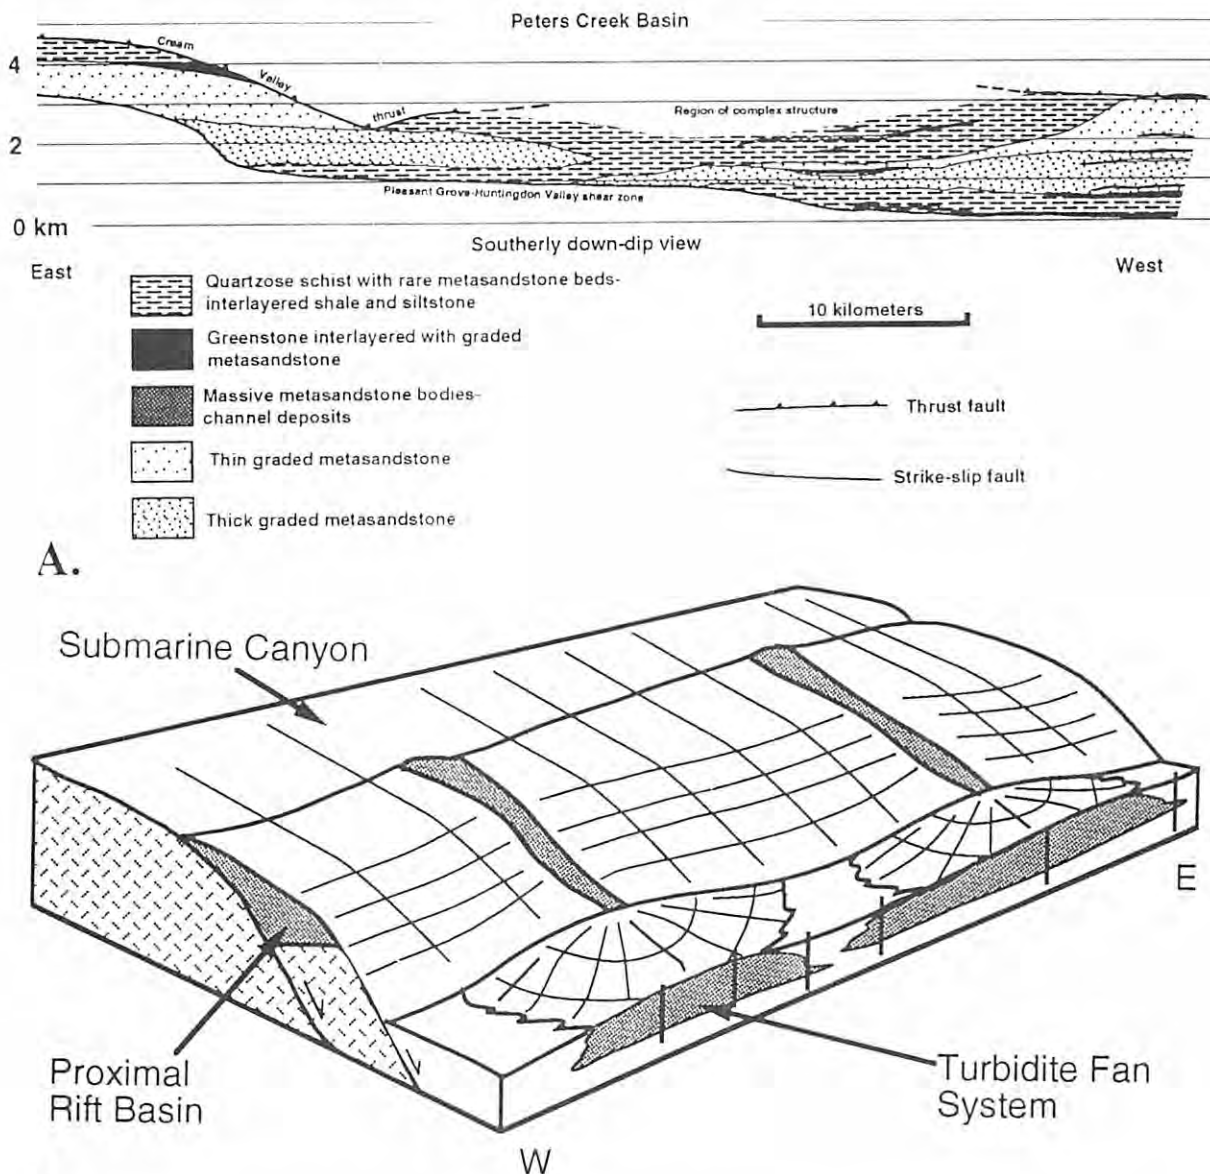 Peters Creek Basin
Cream
Valley
thrust
Region of complex structure
4
2
0 km
Pleasant Grove-Huntingdon Valley shear zone
Southerly down-dip view
East
West
Quartzose schist with rare metasandstone beds-
interlayered shale and siltstone
Greenstone interlayered with graded
metasandstone
Massive metasandstone bodies-
channel deposits
Thin graded metasandstone
Thick graded metasandstone
10 kilometers
Thrust fault
Strike-slip fault
A.
Submarine Canyon
E
Proximal
Rift Basin
Turbidite Fan
System
W